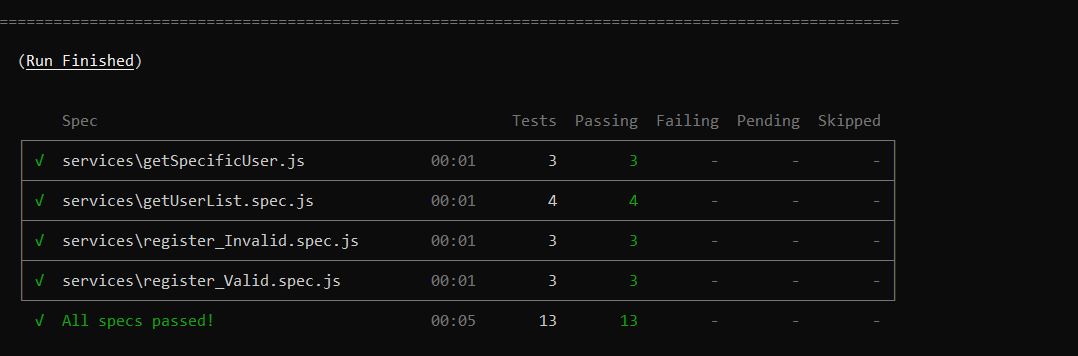 (Run Finished)
Spec Tests Passing Failing Pending Skipped
√ services\getSpecificUser.js 00:01 3 3 - - -
√ services\getUserList.spec.js 00:01 4 4 - - -
√ services\register_Invalid.spec.js 00:01 3 3 - - -
√ services\register_Valid.spec.js 00:01 3 3 - - -
√ All specs passed! 00:05 13 13 - - -